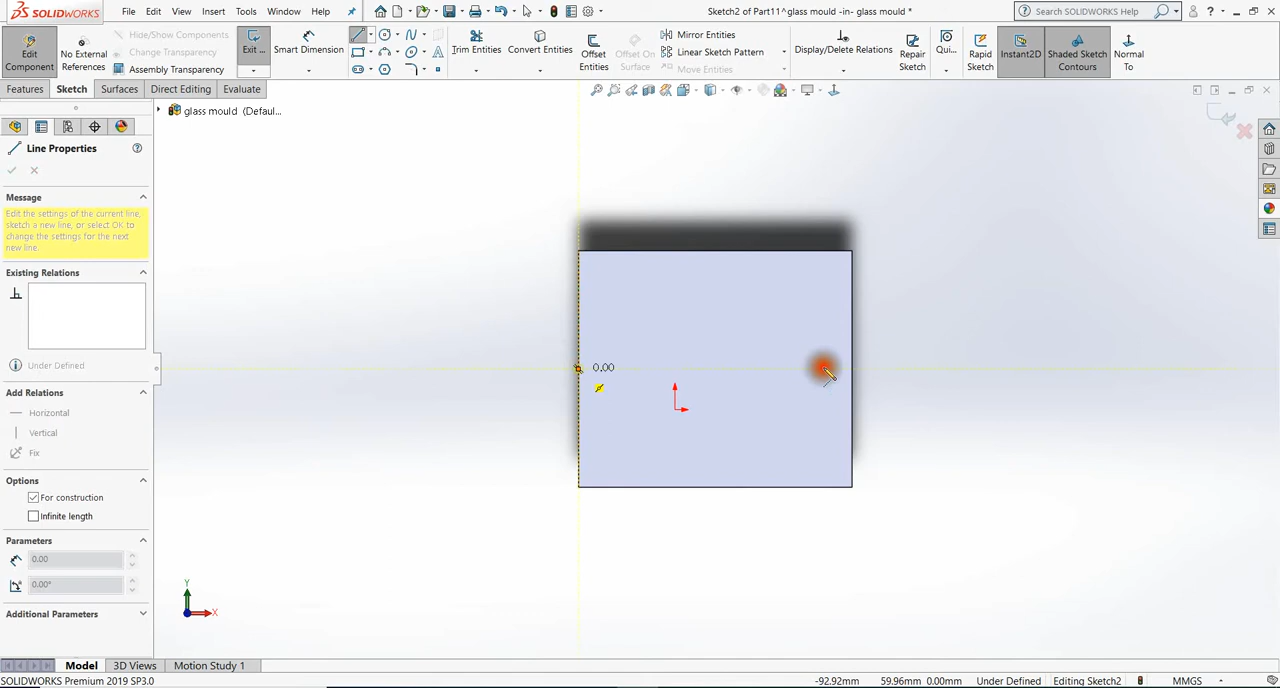 SOLIDWORKS File Edit View Insert Tools Window Help Sketch2 of Part11^glass mould -in- glass mould * Search SOLIDWORKS Help
Edit Component No External References Hide/Show Components Change Transparency Assembly Transparency Exit ... Smart Dimension Trim Entities Convert Entities Offset Entities Offset On Surface Mirror Entities Linear Sketch Pattern Move Entities Display/Delete Relations Repair Sketch Qui... Rapid Sketch Instant2D Shaded Sketch Contours Normal To
Features Sketch Surfaces Direct Editing Evaluate
glass mould (Defaul...
Line Properties
Message
Edit the settings of the current line,
sketch a new line, or select OK to
change the settings for the next
new line.
Existing Relations
0.00
Under Defined
Add Relations
Horizontal
Vertical
Fix
Options
For construction
Infinite length
Parameters
0.00
0.00°
Additional Parameters
Y
X
Model 3D Views Motion Study 1
SOLIDWORKS Premium 2019 SP3.0 -92.92mm 59.96mm 0.00mm Under Defined Editing Sketch2 MMGS